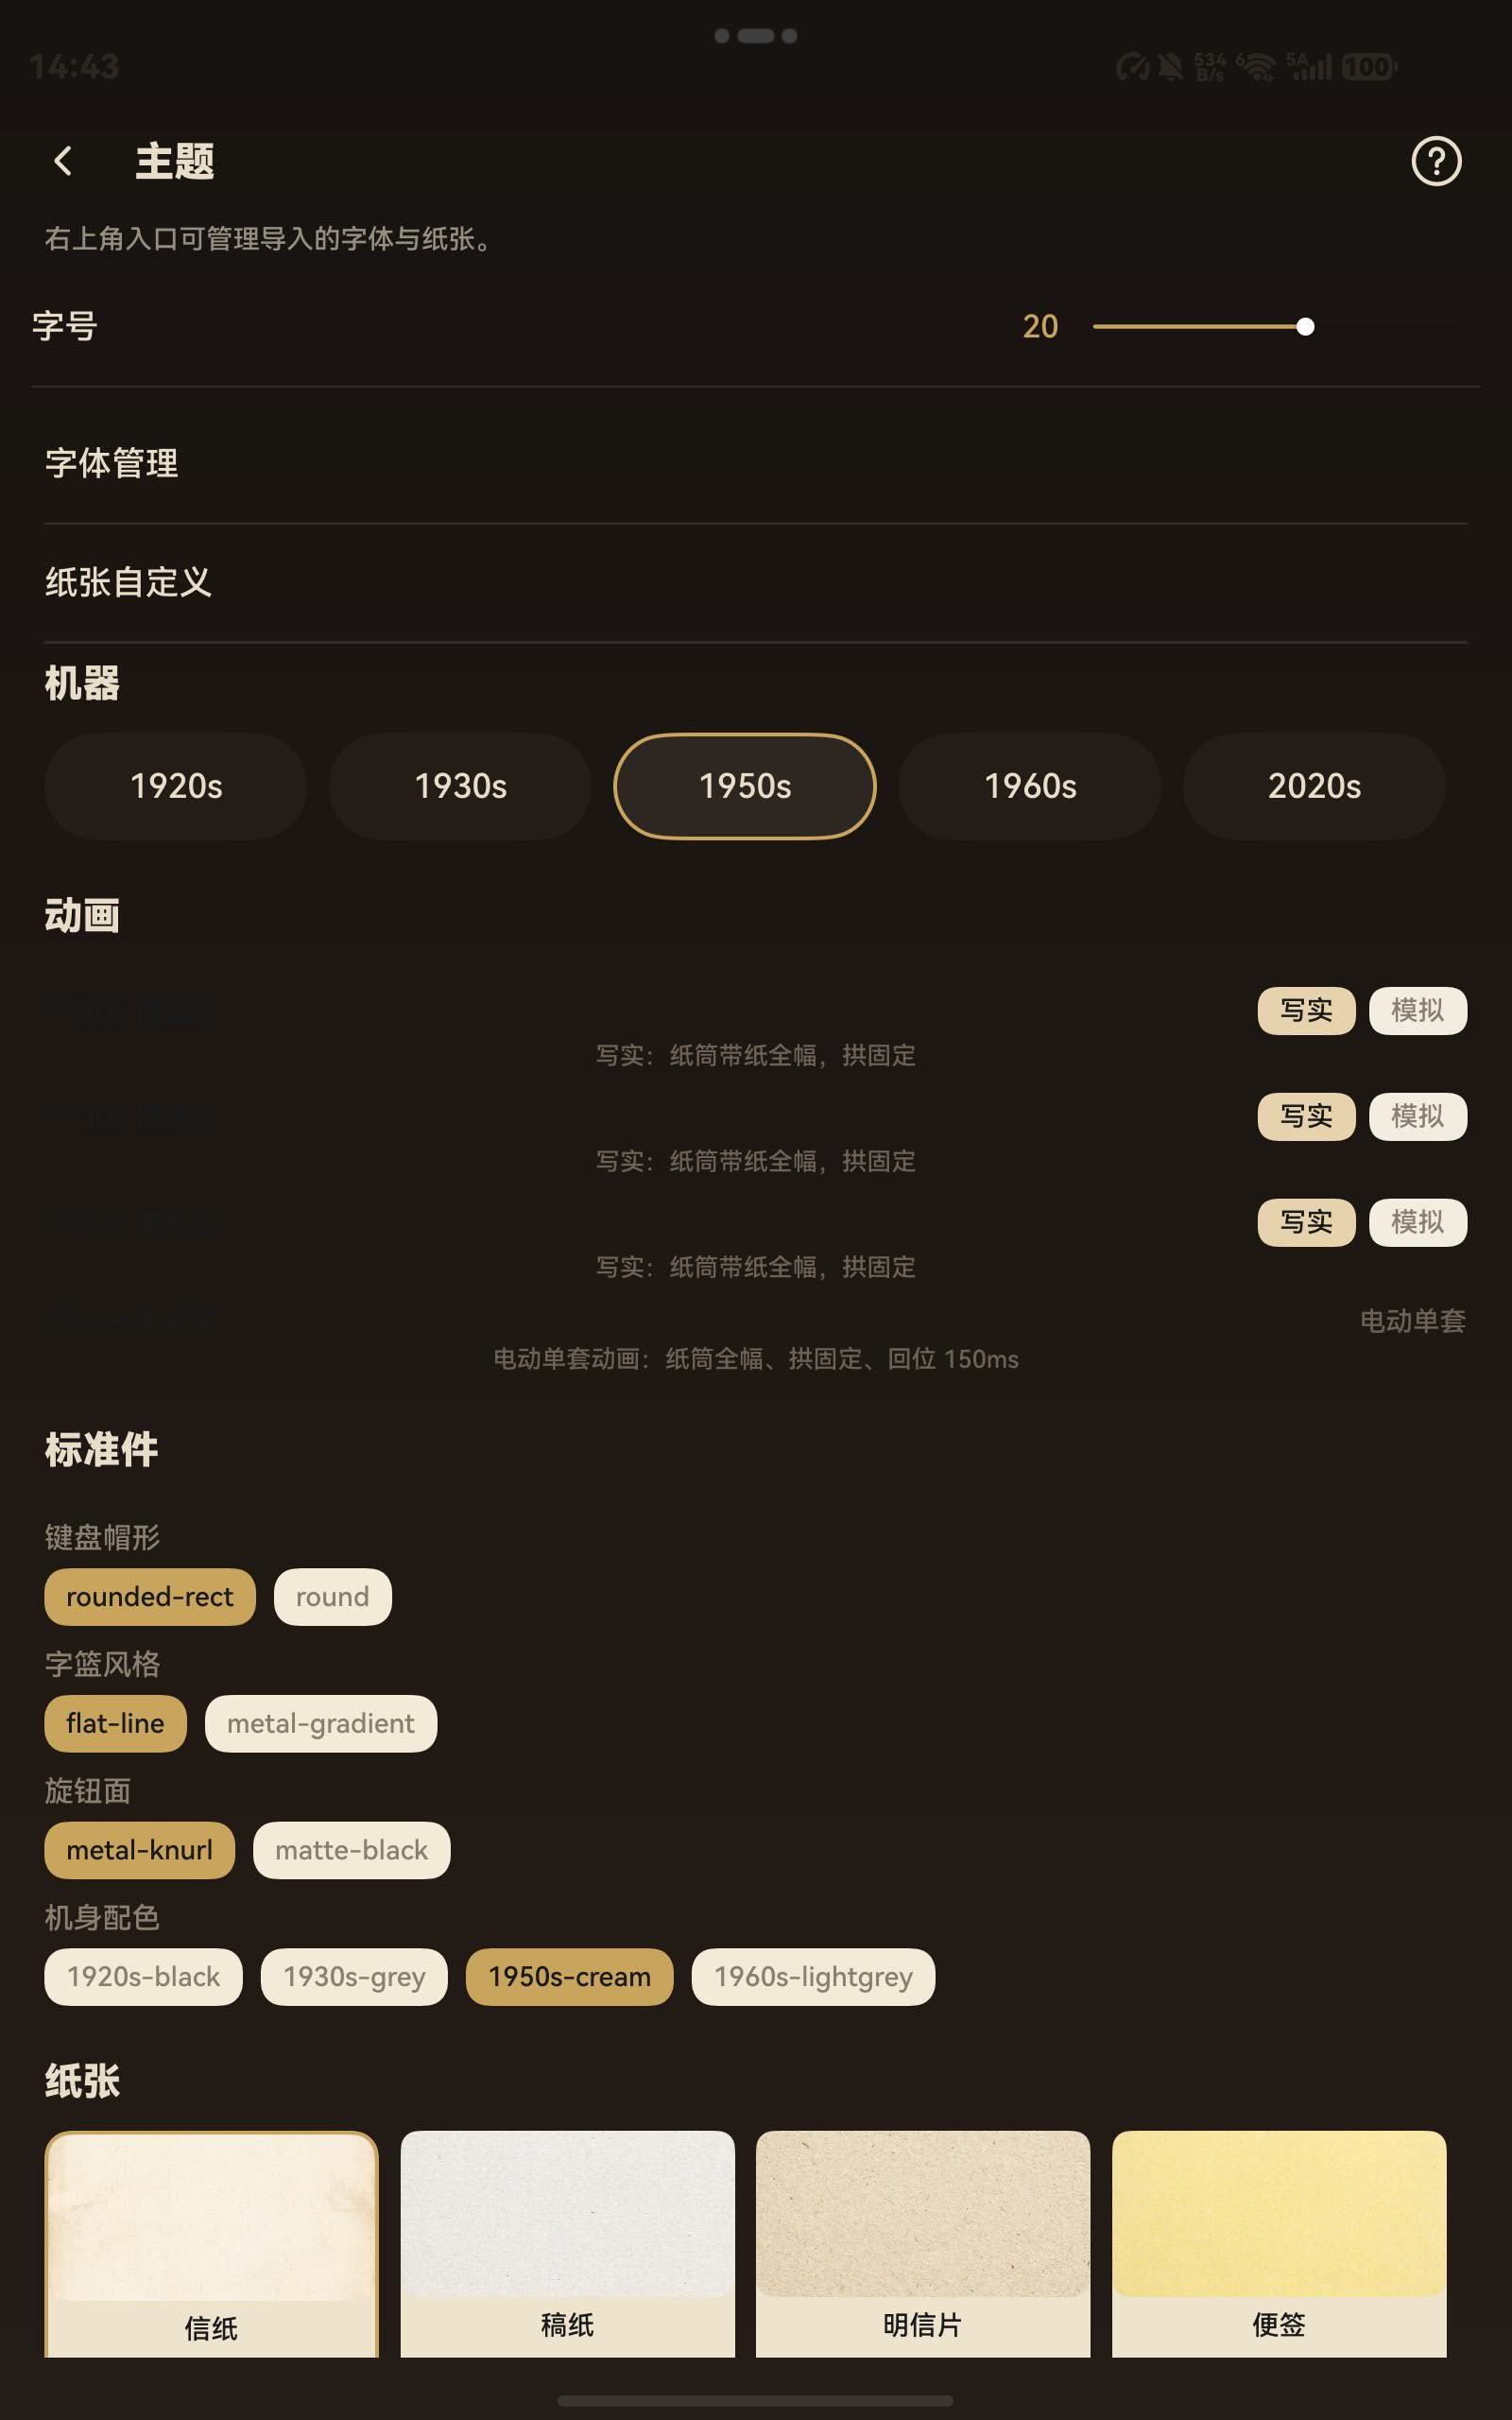 14:43
534 B/s 6 5A 100
主题
右上角入口可管理导入的字体与纸张。
字号 20
字体管理
纸张自定义
机器
1920s 1930s 1950s 1960s 2020s
动画
写实 模拟
写实：纸筒带纸全幅，拱固定
写实 模拟
写实：纸筒带纸全幅，拱固定
写实 模拟
写实：纸筒带纸全幅，拱固定
电动单套
电动单套动画：纸筒全幅、拱固定、回位 150ms
标准件
键盘帽形
rounded-rect round
字篮风格
flat-line metal-gradient
旋钮面
metal-knurl matte-black
机身配色
1920s-black 1930s-grey 1950s-cream 1960s-lightgrey
纸张
信纸 稿纸 明信片 便签